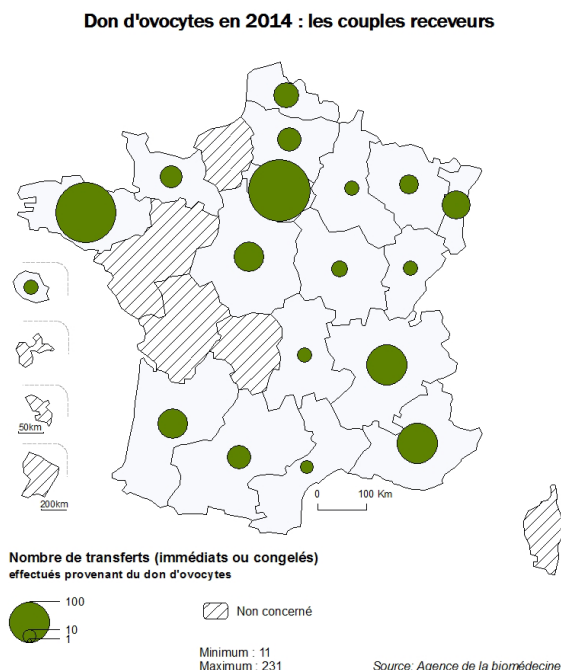 Don d'ovocytes en 2014 : les couples receveurs
50km
200km
0 100 Km
Nombre de transferts (immédiats ou congelés)
effectués provenant du don d'ovocytes
100
10
1
Non concerné
Minimum : 11
Maximum : 231
Source: Agence de la biomédecine